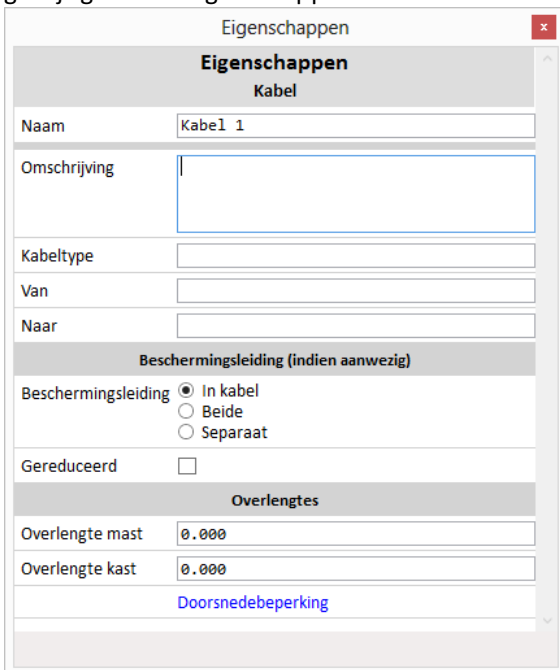 Eigenschappen
x
Eigenschappen
Kabel
Naam Kabel 1
Omschrijving
Kabeltype
Van
Naar
Beschermingsleiding (indien aanwezig)
Beschermingsleiding In kabel
Beide
Separaat
Gereduceerd
Overlengtes
Overlengte mast 0.000
Overlengte kast 0.000
Doorsnedebeperking